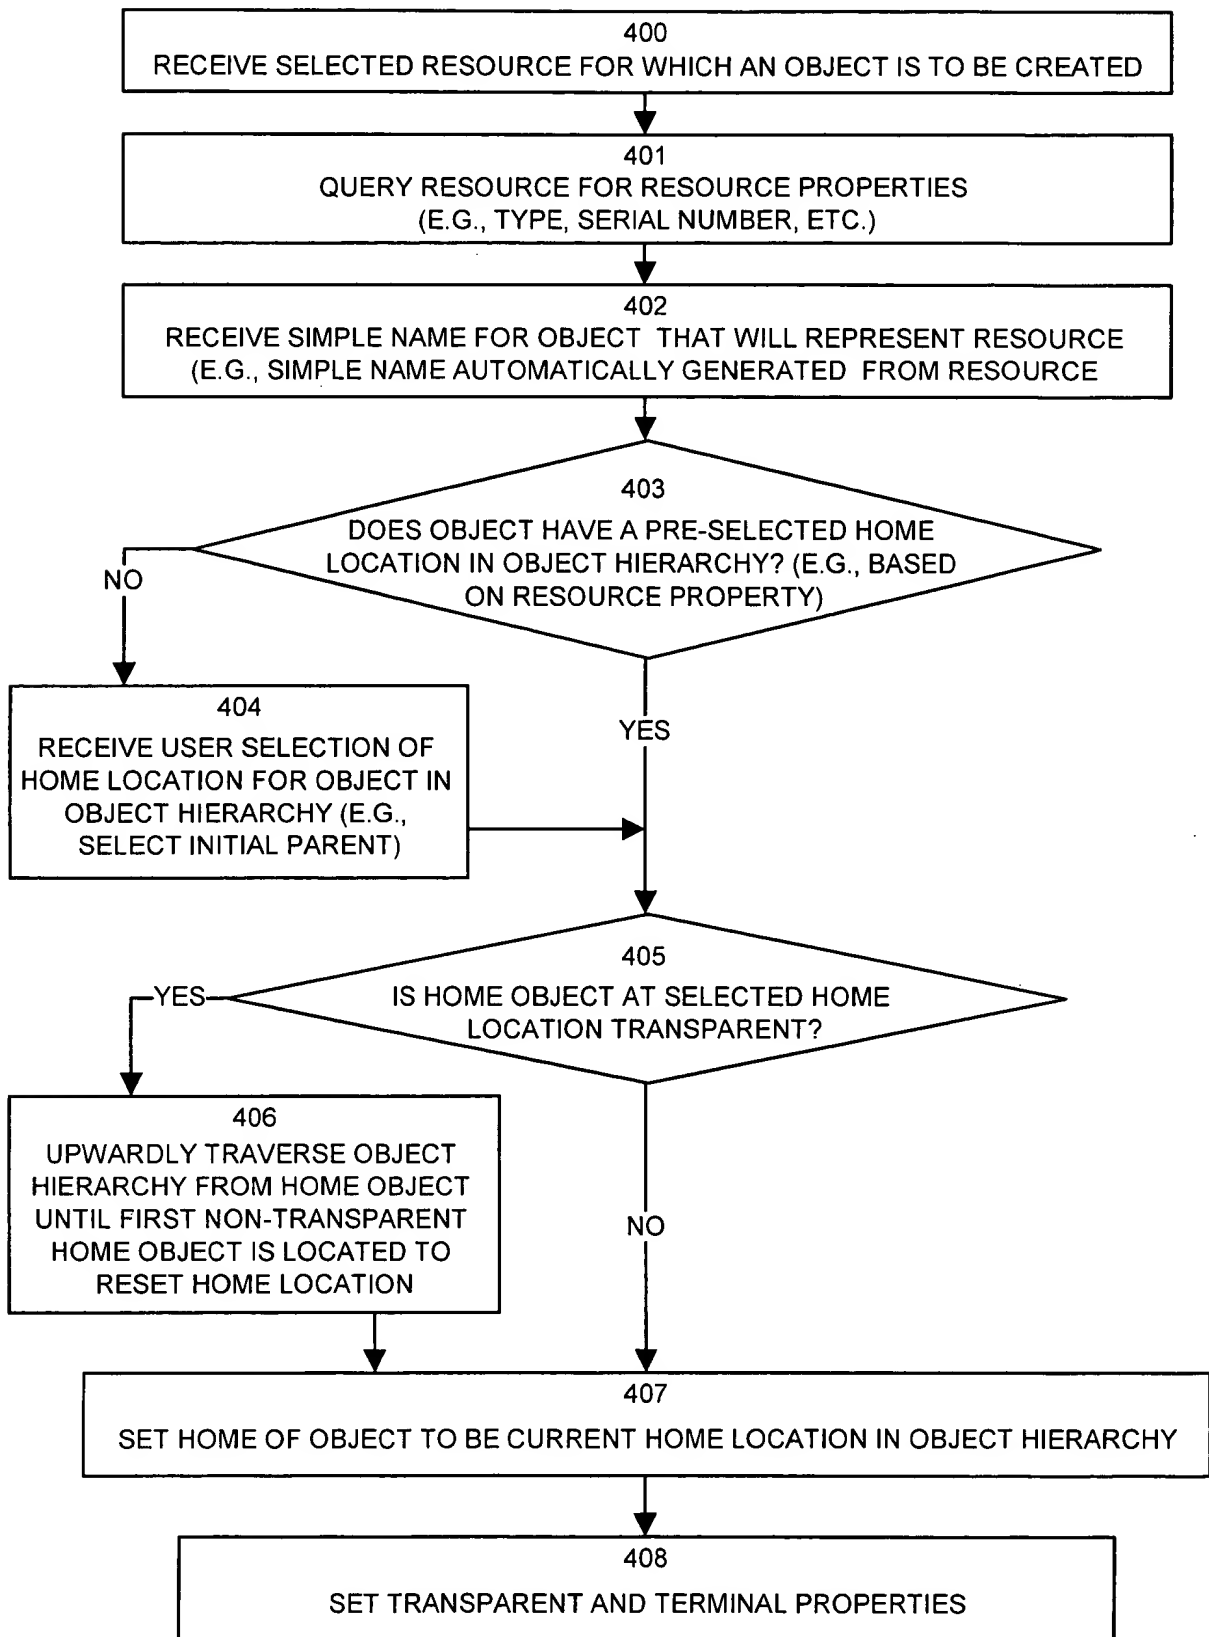 400
RECEIVE SELECTED RESOURCE FOR WHICH AN OBJECT IS TO BE CREATED
401
QUERY RESOURCE FOR RESOURCE PROPERTIES
(E.G., TYPE, SERIAL NUMBER, ETC.)
402
RECEIVE SIMPLE NAME FOR OBJECT THAT WILL REPRESENT RESOURCE
(E.G., SIMPLE NAME AUTOMATICALLY GENERATED FROM RESOURCE
403
DOES OBJECT HAVE A PRE-SELECTED HOME
LOCATION IN OBJECT HIERARCHY? (E.G., BASED
ON RESOURCE PROPERTY)
NO
YES
404
RECEIVE USER SELECTION OF
HOME LOCATION FOR OBJECT IN
OBJECT HIERARCHY (E.G.,
SELECT INITIAL PARENT)
405
IS HOME OBJECT AT SELECTED HOME
LOCATION TRANSPARENT?
YES
NO
406
UPWARDLY TRAVERSE OBJECT
HIERARCHY FROM HOME OBJECT
UNTIL FIRST NON-TRANSPARENT
HOME OBJECT IS LOCATED TO
RESET HOME LOCATION
407
SET HOME OF OBJECT TO BE CURRENT HOME LOCATION IN OBJECT HIERARCHY
408
SET TRANSPARENT AND TERMINAL PROPERTIES